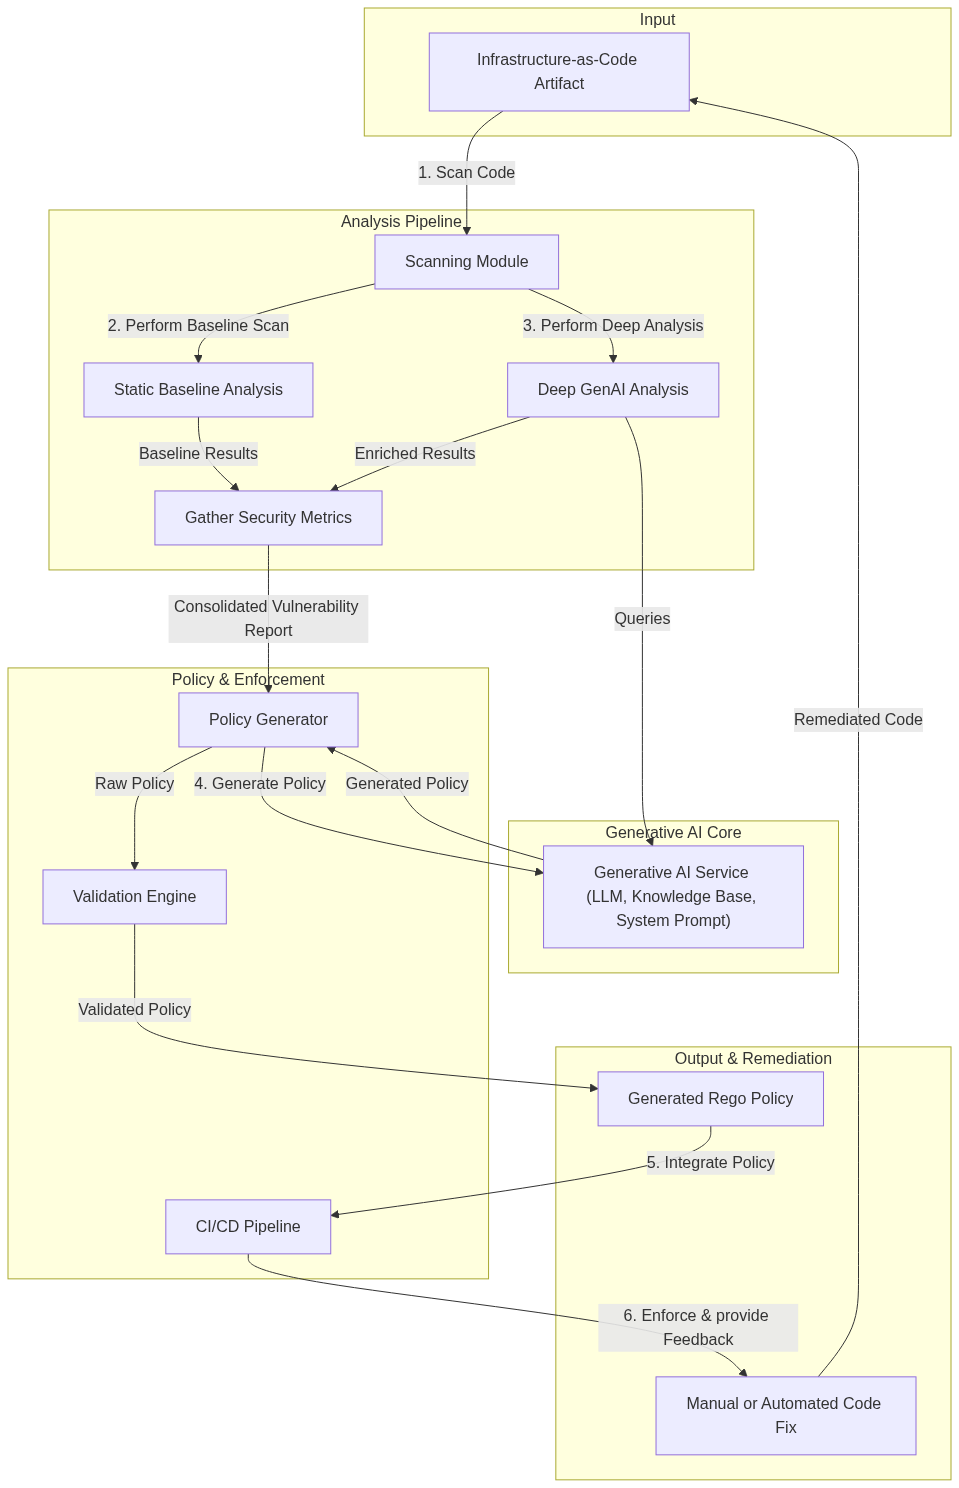 Input
Infrastructure-as-Code
Artifact
1. Scan Code
Analysis Pipeline
Scanning Module
2. Perform Baseline Scan
3. Perform Deep Analysis
Static Baseline Analysis
Deep GenAI Analysis
Baseline Results
Enriched Results
Gather Security Metrics
Consolidated Vulnerability
Report
Queries
Policy & Enforcement
Policy Generator
Remediated Code
Raw Policy
4. Generate Policy
Generated Policy
Generative AI Core
Generative AI Service
(LLM, Knowledge Base,
System Prompt)
Validation Engine
Validated Policy
Output & Remediation
Generated Rego Policy
5. Integrate Policy
CI/CD Pipeline
6. Enforce & provide
Feedback
Manual or Automated Code
Fix